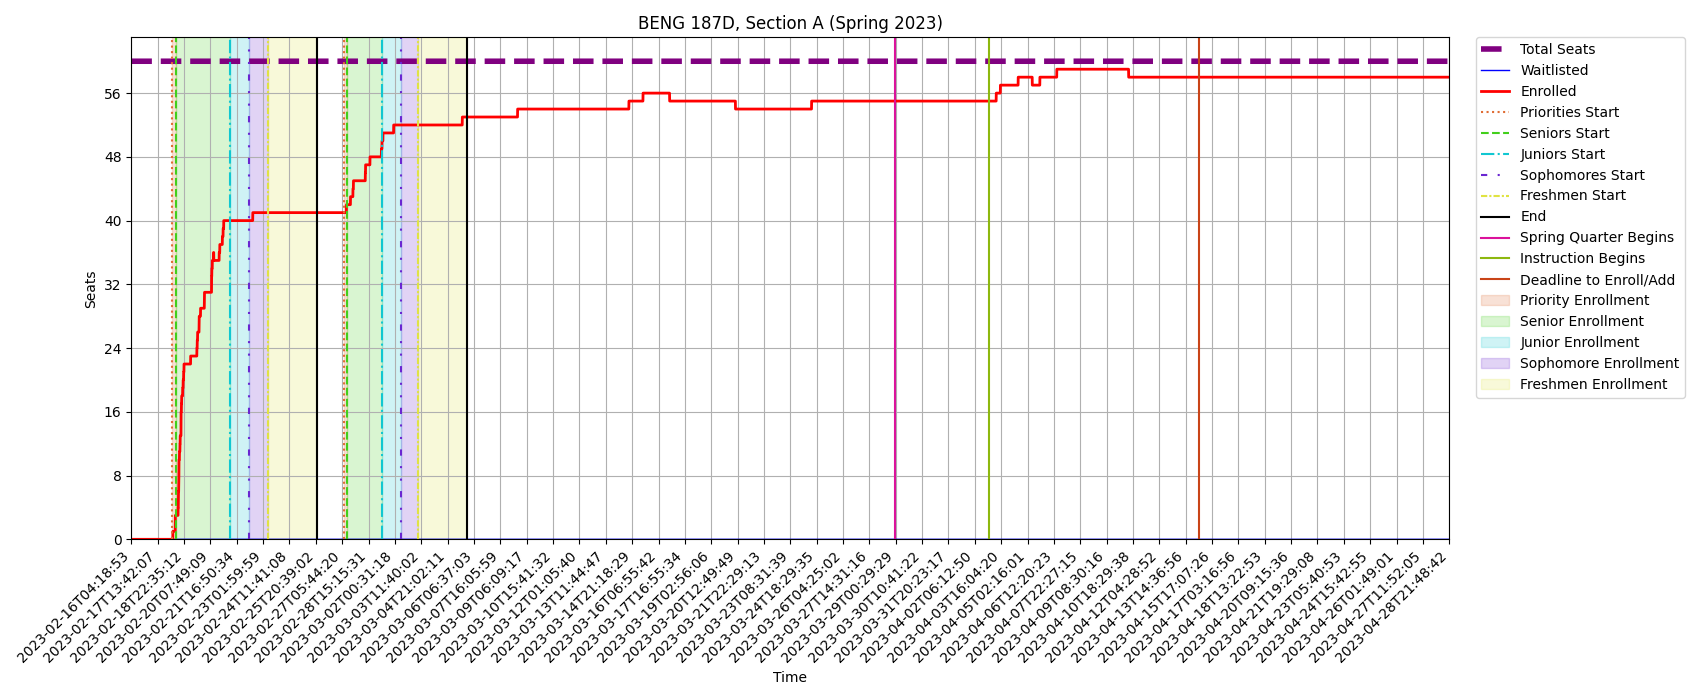 BENG 187D, Section A (Spring 2023)
Total Seats
Waitlisted
Enrolled
Priorities Start
Seniors Start
Juniors Start
Sophomores Start
Freshmen Start
End
Spring Quarter Begins
Instruction Begins
Deadline to Enroll/Add
Priority Enrollment
Senior Enrollment
Junior Enrollment
Sophomore Enrollment
Freshmen Enrollment
Seats
56
48
40
32
24
16
8
0
2023-02-16T04:18:53
2023-02-17T13:42:07
2023-02-18T22:35:12
2023-02-20T07:49:09
2023-02-21T16:50:34
2023-02-23T01:59:59
2023-02-24T11:41:08
2023-02-25T20:39:02
2023-02-27T05:44:20
2023-02-28T15:15:31
2023-03-02T00:31:18
2023-03-03T11:40:02
2023-03-04T21:02:11
2023-03-06T06:37:03
2023-03-07T16:05:59
2023-03-09T06:09:17
2023-03-10T15:41:32
2023-03-12T01:05:40
2023-03-13T11:44:47
2023-03-14T21:18:29
2023-03-16T06:55:42
2023-03-17T16:55:34
2023-03-19T02:56:06
2023-03-20T12:49:49
2023-03-21T22:29:13
2023-03-23T08:31:39
2023-03-24T18:29:35
2023-03-26T04:25:02
2023-03-27T14:31:16
2023-03-29T00:29:29
2023-03-30T10:41:22
2023-03-31T20:23:17
2023-04-02T06:12:50
2023-04-03T16:04:20
2023-04-05T02:16:01
2023-04-06T12:20:23
2023-04-07T22:27:15
2023-04-09T08:30:16
2023-04-10T18:29:38
2023-04-12T04:28:52
2023-04-13T14:36:56
2023-04-15T17:07:26
2023-04-17T03:16:56
2023-04-18T13:22:53
2023-04-20T09:15:36
2023-04-21T19:29:08
2023-04-23T05:40:53
2023-04-24T15:42:55
2023-04-26T01:49:01
2023-04-27T11:52:05
2023-04-28T21:48:42
Time